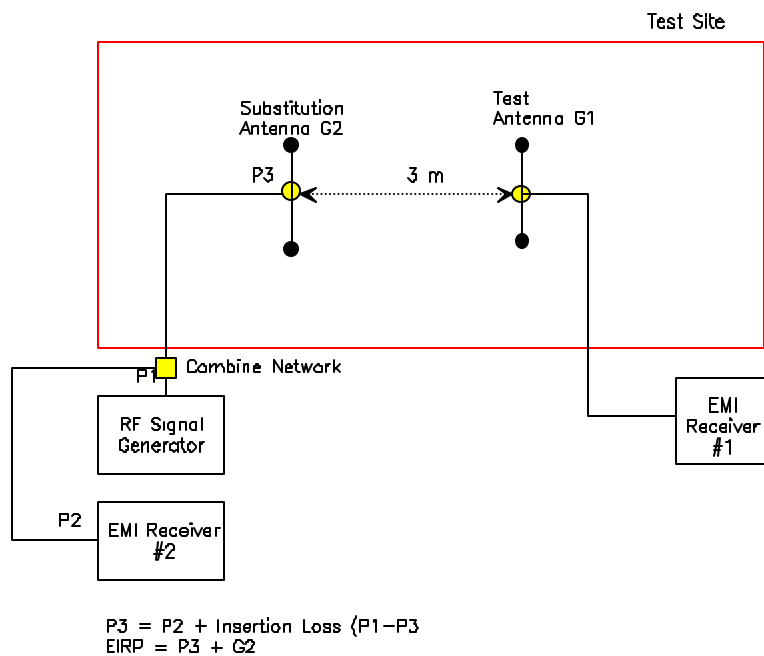 Test Site
Substitution
Antenna G2
Test
Antenna G1
P3
3 m
Combine Network
P1
RF Signal
Generator
EMI
Receiver
#1
P2
EMI Receiver
#2
P3 = P2 + Insertion Loss (P1-P3
EIRP = P3 + G2